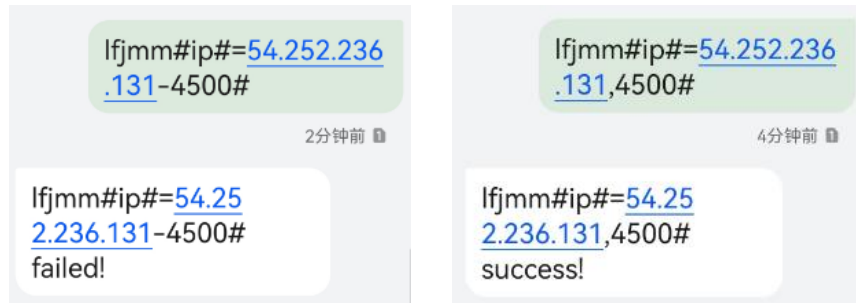 lfjmm#ip#=54.252.236
.131-4500#
2分钟前 1
lfjmm#ip#=54.25
2.236.131-4500#
failed!
lfjmm#ip#=54.252.236
.131,4500#
4分钟前 1
lfjmm#ip#=54.25
2.236.131,4500#
success!